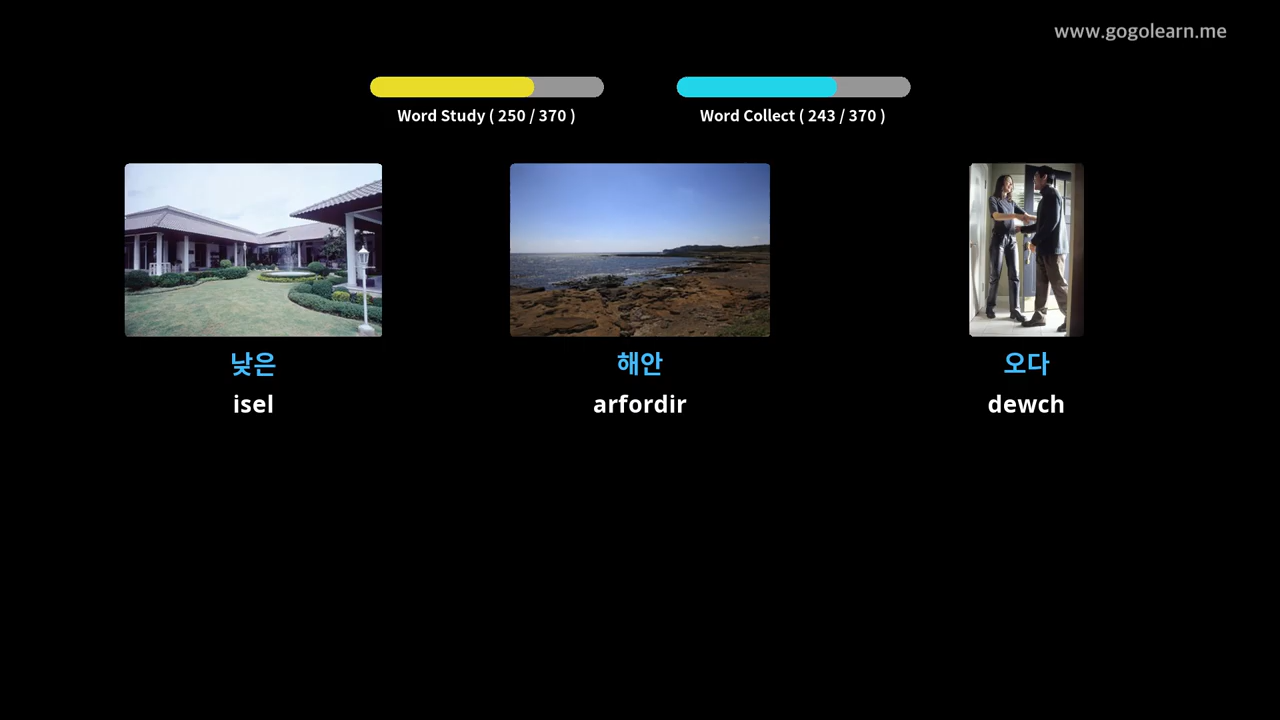 www.gogolearn.me
Word Study ( 250 / 370 )
Word Collect ( 243 / 370 )
낮은
해안
오다
isel
arfordir
dewch